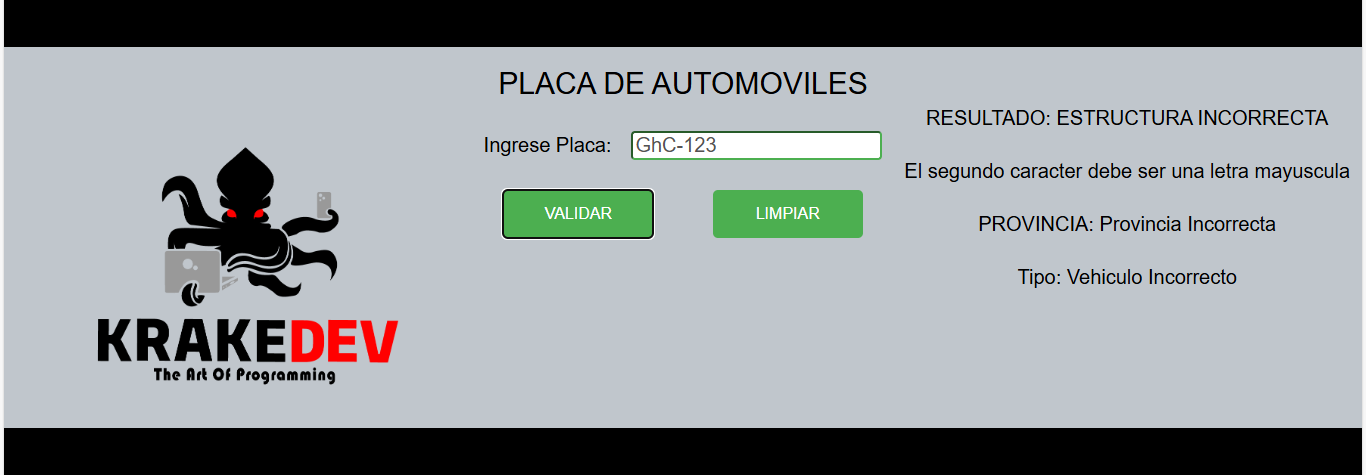 PLACA DE AUTOMOVILES
Ingrese Placa: GhC-123
VALIDAR LIMPIAR
RESULTADO: ESTRUCTURA INCORRECTA
El segundo caracter debe ser una letra mayuscula
PROVINCIA: Provincia Incorrecta
Tipo: Vehiculo Incorrecto
KRAKEDEV
The Art Of Programming